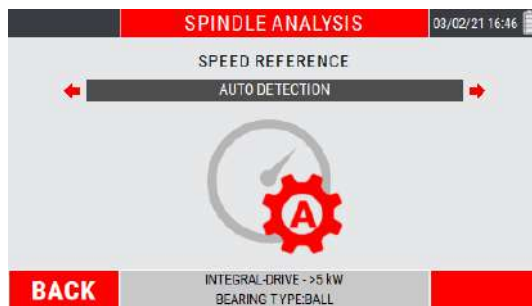 SPINDLE ANALYSIS
03/02/21 16:46
SPEED REFERENCE
AUTO DETECTION
A
BACK
INTEGRAL-DRIVE - >5 kW
BEARING TYPE:BALL